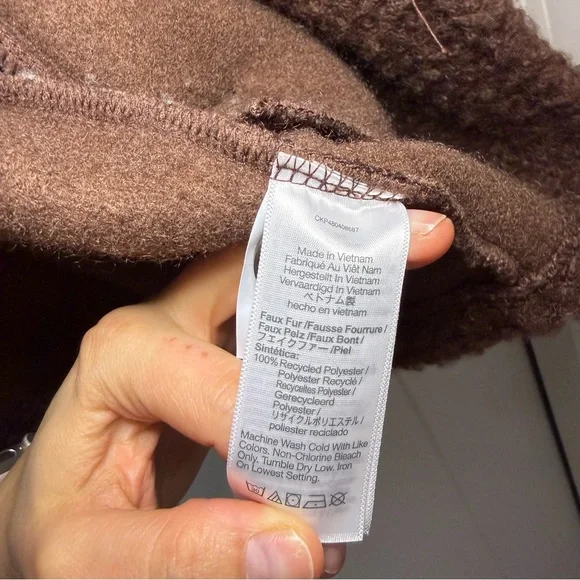 CKP480408687
Made in Vietnam
Fabriqué Au Việt Nam
Hergestellt In Vietnam
Vervaardigd In Vietnam
ベトナム製
hecho en vietnam
Faux Fur /Fausse Fourrure /
Faux Pelz /Faux Bont /
フェイクファー /Piel
Sintética:
100% Recycled Polyester /
Polyester Recyclé /
Recyceltes Polyester /
Gerecycleerd
Polyester /
リサイクルポリエステル /
poliester reciclado
Machine Wash Cold With Like
Colors. Non-Chlorine Bleach
Only. Tumble Dry Low. Iron
On Lowest Setting.